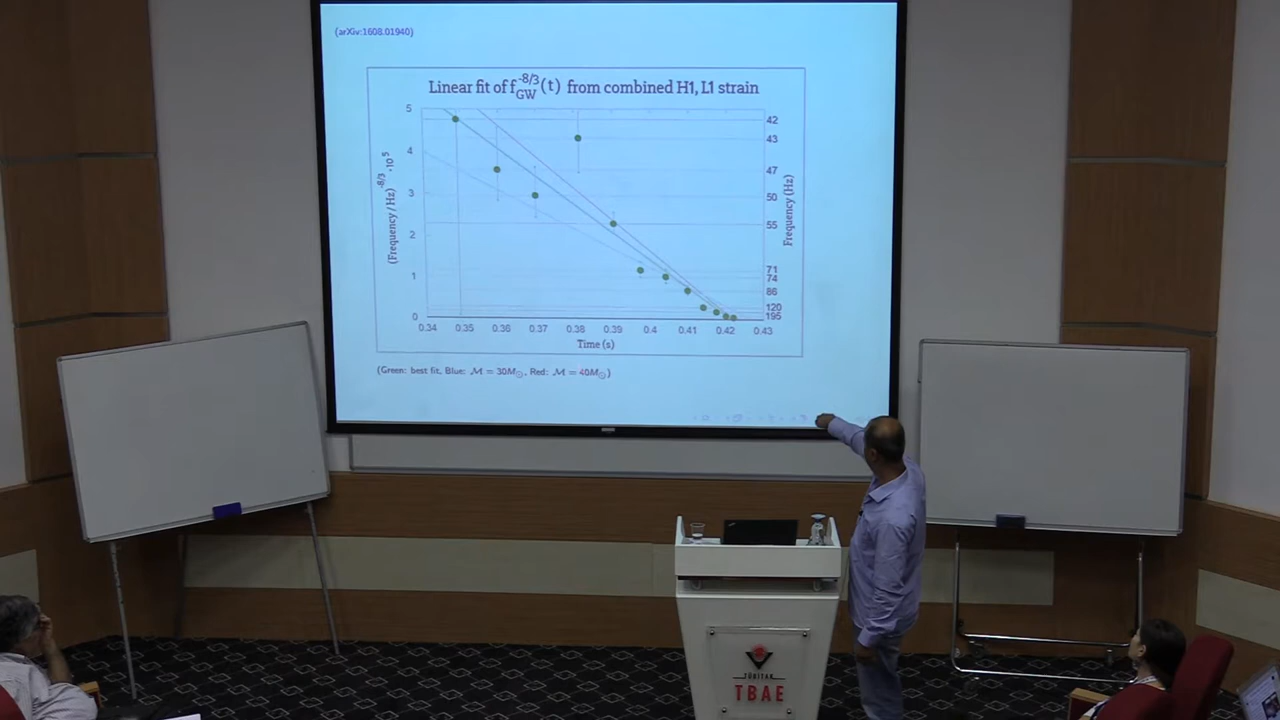 (arXiv:1608.01940)
Linear fit of f_GW^-8/3(t) from combined H1, L1 strain
(Frequency / Hz)^-8/3 ·10^5
5
4
3
2
1
0
42
43
47
50
55
71
74
86
120
195
Frequency (Hz)
0.34 0.35 0.36 0.37 0.38 0.39 0.4 0.41 0.42 0.43
Time (s)
(Green: best fit, Blue: ℳ = 30M☉, Red: ℳ = 40M☉)
TÜBİTAK
TBAE